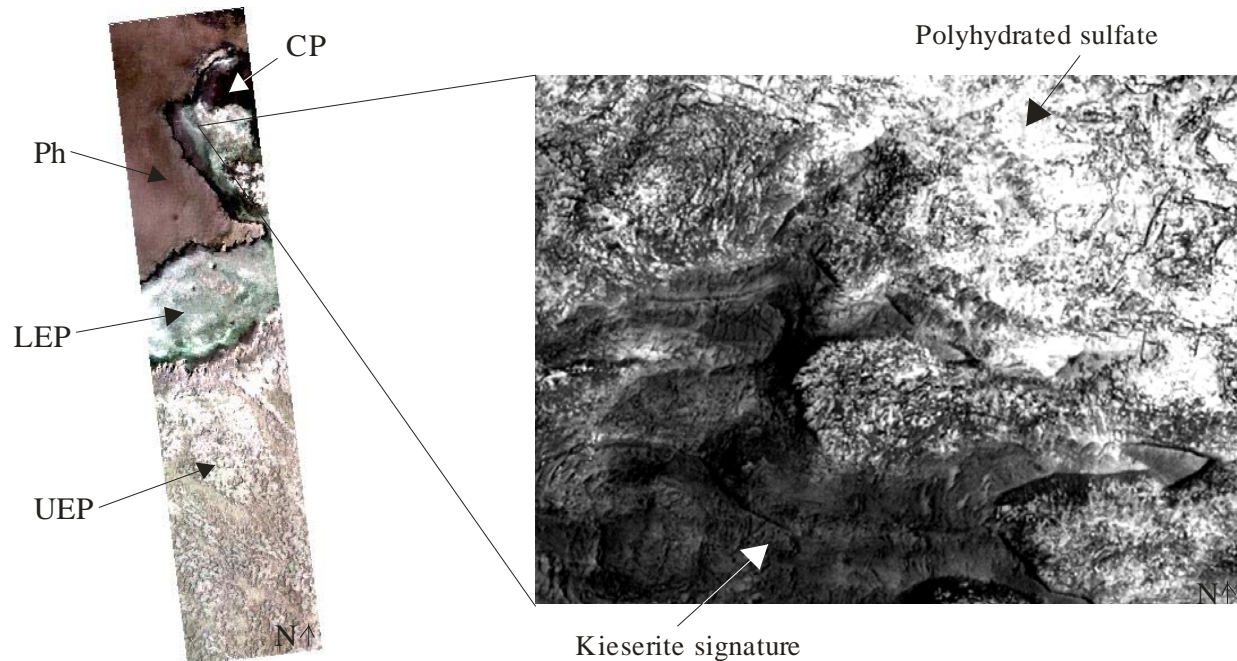 Polyhydrated sulfate
CP
Ph
LEP
UEP
N↑
N↑
Kieserite signature